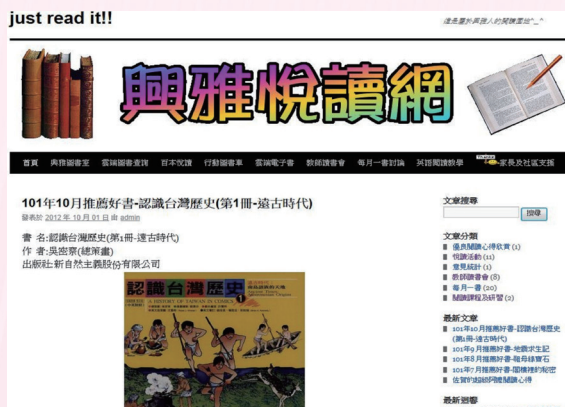 just read it!!
這是屬於興雅人的閱讀園地^_^
興雅悅讀網
首頁 興雅圖書室 雲端圖書查詢 百本悅讀 行動圖書車 雲端電子書 教師讀書會 每月一書討論 英語閱讀教學 家長及社區支援
101年10月推薦好書-認識台灣歷史(第1冊-遠古時代)
發表於 2012 年 10 月 01 日 由 admin
書 名:認識台灣歷史(第1冊-遠古時代)
作 者:吳密察(總策畫)
出版社:新自然主義股份有限公司
認識台灣歷史 1
A HISTORY OF TAIWAN IN COMICS
文章搜尋
搜尋
文章分類
優良閱讀心得欣賞 (1)
悅讀活動 (11)
意見統計 (1)
教師讀書會 (8)
每月一書 (20)
閱讀課程及研習 (2)
最新文章
101年10月推薦好書-認識台灣歷史
(第1冊-遠古時代)
101年9月推薦好書-地震求生記
101年8月推薦好書-祖母綠寶石
101年7月推薦好書-閣樓裡的秘密
佐賀的超級阿嬤閱讀心得
最新迴響